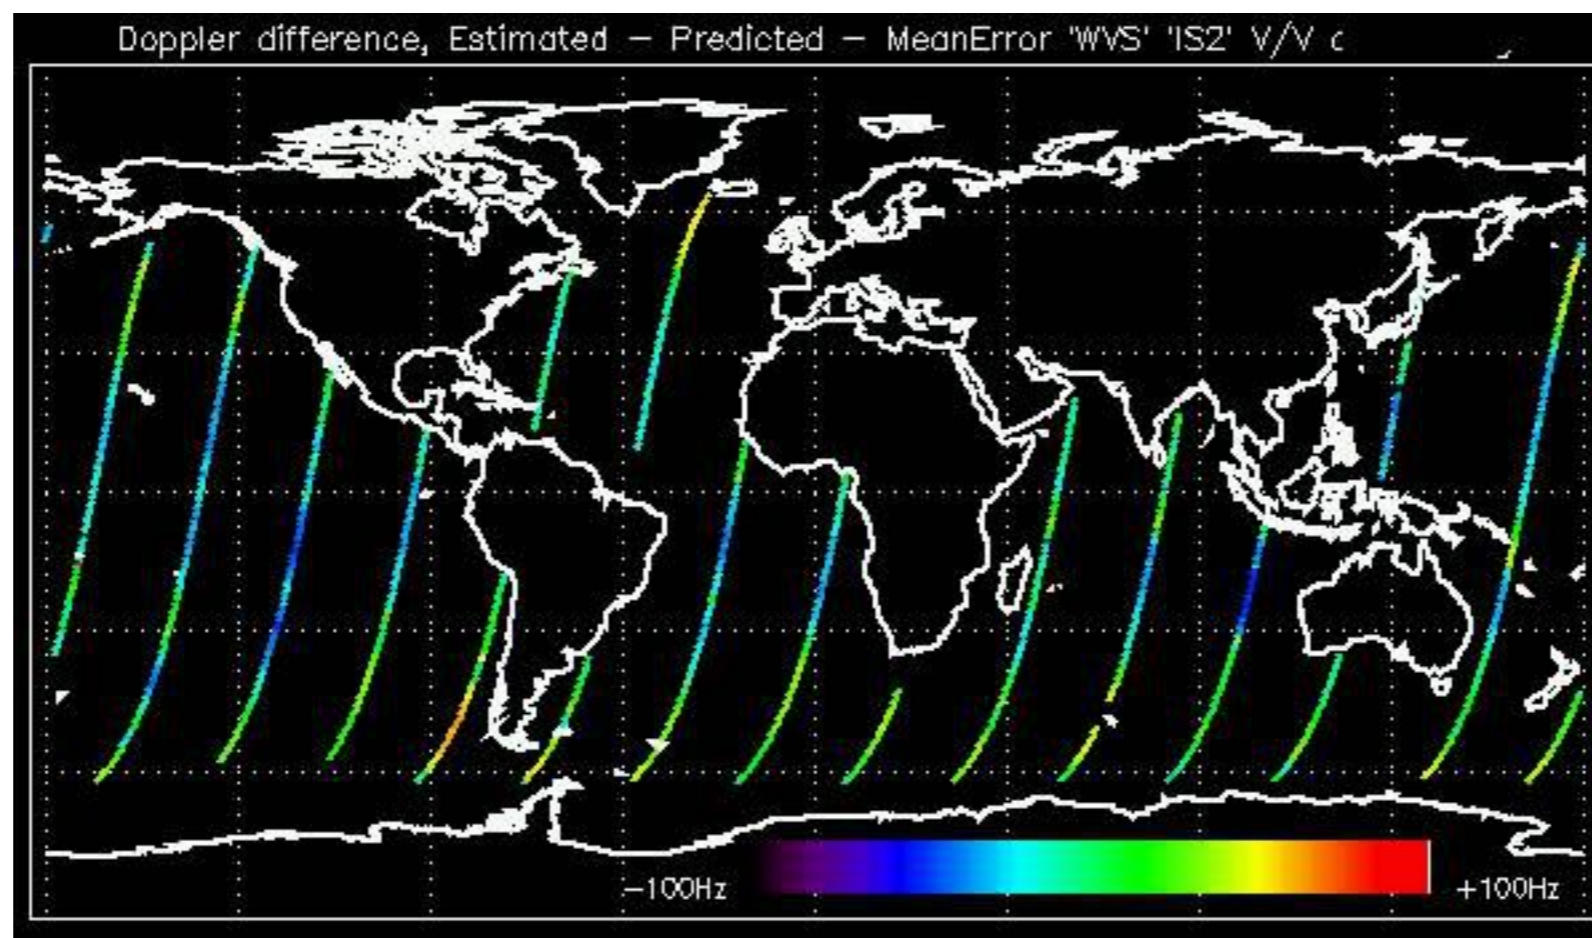 Doppler difference, Estimated – Predicted – MeanError 'WVS' 'IS2' V/V
-100Hz +100Hz